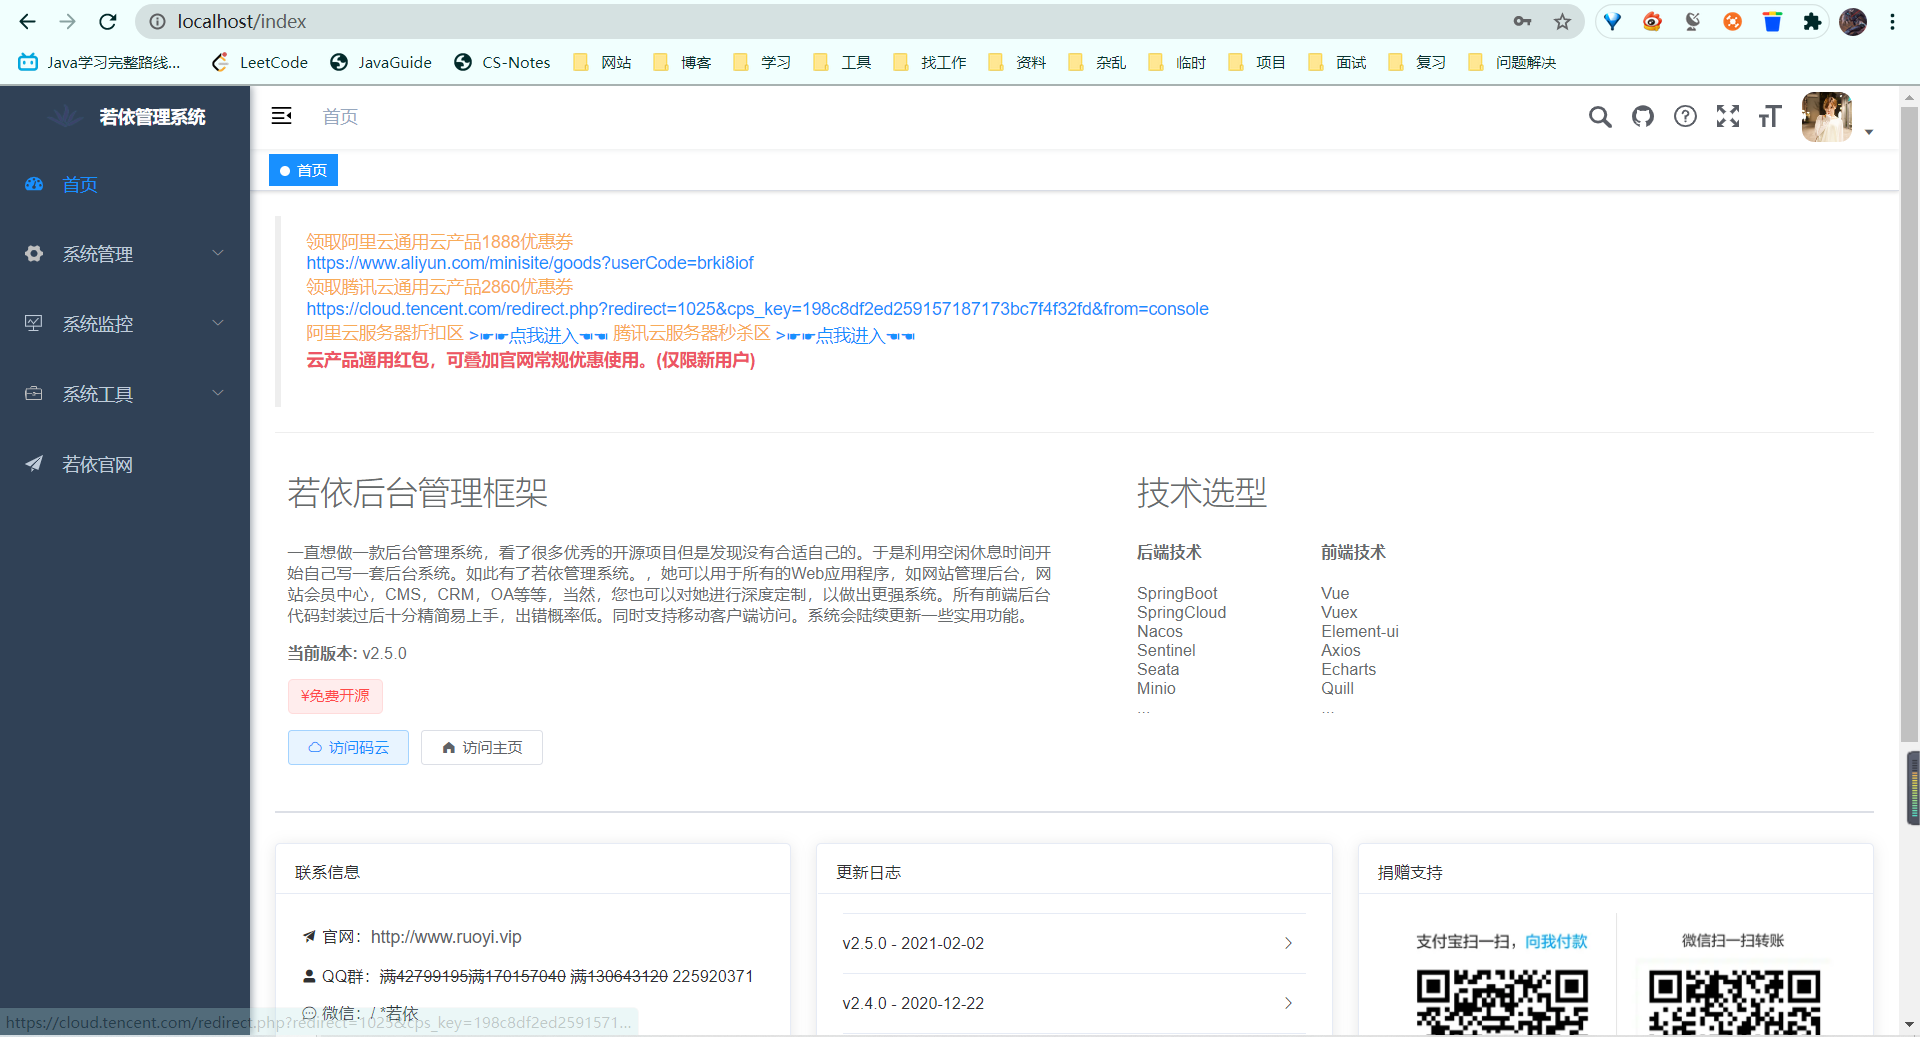 localhost/index
Java学习完整路线...
LeetCode
JavaGuide
CS-Notes
网站
博客
学习
工具
找工作
资料
杂乱
临时
项目
面试
复习
问题解决
若依管理系统
首页
系统管理
系统监控
系统工具
若依官网
首页
首页
领取阿里云通用云产品1888优惠券
https://www.aliyun.com/minisite/goods?userCode=brki8iof
领取腾讯云通用云产品2860优惠券
https://cloud.tencent.com/redirect.php?redirect=1025&cps_key=198c8df2ed259157187173bc7f4f32fd&from=console
阿里云服务器折扣区 >☛☛点我进入☚☚ 腾讯云服务器秒杀区 >☛☛点我进入☚☚
云产品通用红包，可叠加官网常规优惠使用。(仅限新用户)
若依后台管理框架
一直想做一款后台管理系统，看了很多优秀的开源项目但是发现没有合适自己的。于是利用空闲休息时间开
始自己写一套后台系统。如此有了若依管理系统。，她可以用于所有的Web应用程序，如网站管理后台，网
站会员中心，CMS，CRM，OA等等，当然，您也可以对她进行深度定制，以做出更强系统。所有前端后台
代码封装过后十分精简易上手，出错概率低。同时支持移动客户端访问。系统会陆续更新一些实用功能。
当前版本: v2.5.0
¥免费开源
访问码云
访问主页
技术选型
后端技术
SpringBoot
SpringCloud
Nacos
Sentinel
Seata
Minio
...
前端技术
Vue
Vuex
Element-ui
Axios
Echarts
Quill
...
联系信息
官网：http://www.ruoyi.vip
QQ群：满42799195满170157040 满130643120 225920371
微信：/ *若依
更新日志
v2.5.0 - 2021-02-02
v2.4.0 - 2020-12-22
捐赠支持
支付宝扫一扫，向我付款
微信扫一扫转账
https://cloud.tencent.com/redirect.php?redirect=1025&cps_key=198c8df2ed2591571...